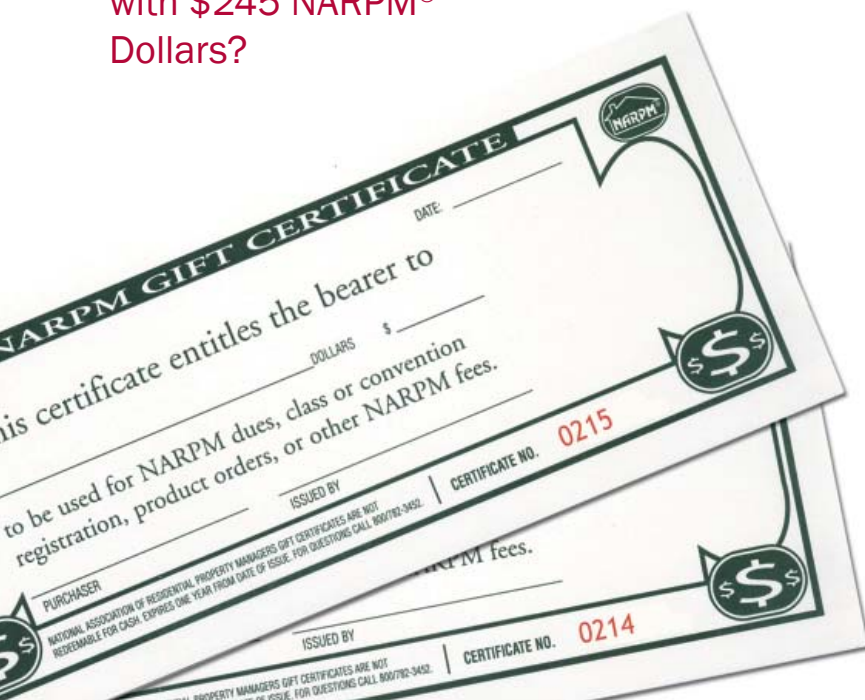 with $245 NARPM®
Dollars?
NARPM GIFT CERTIFICATE
NARPM®
DATE:
his certificate entitles the bearer to
DOLLARS $
to be used for NARPM dues, class or convention
registration, product orders, or other NARPM fees.
PURCHASER
ISSUED BY
NATIONAL ASSOCIATION OF RESIDENTIAL PROPERTY MANAGERS GIFT CERTIFICATES ARE NOT
REDEEMABLE FOR CASH. EXPIRES ONE YEAR FROM DATE OF ISSUE. FOR QUESTIONS CALL 800/782-3452.
CERTIFICATE NO. 0215
$ $ $
$ $
NARPM fees.
ISSUED BY
PROPERTY MANAGERS GIFT CERTIFICATES ARE NOT
OF ISSUE. FOR QUESTIONS CALL 800/782-3452.
CERTIFICATE NO. 0214
$ $ $